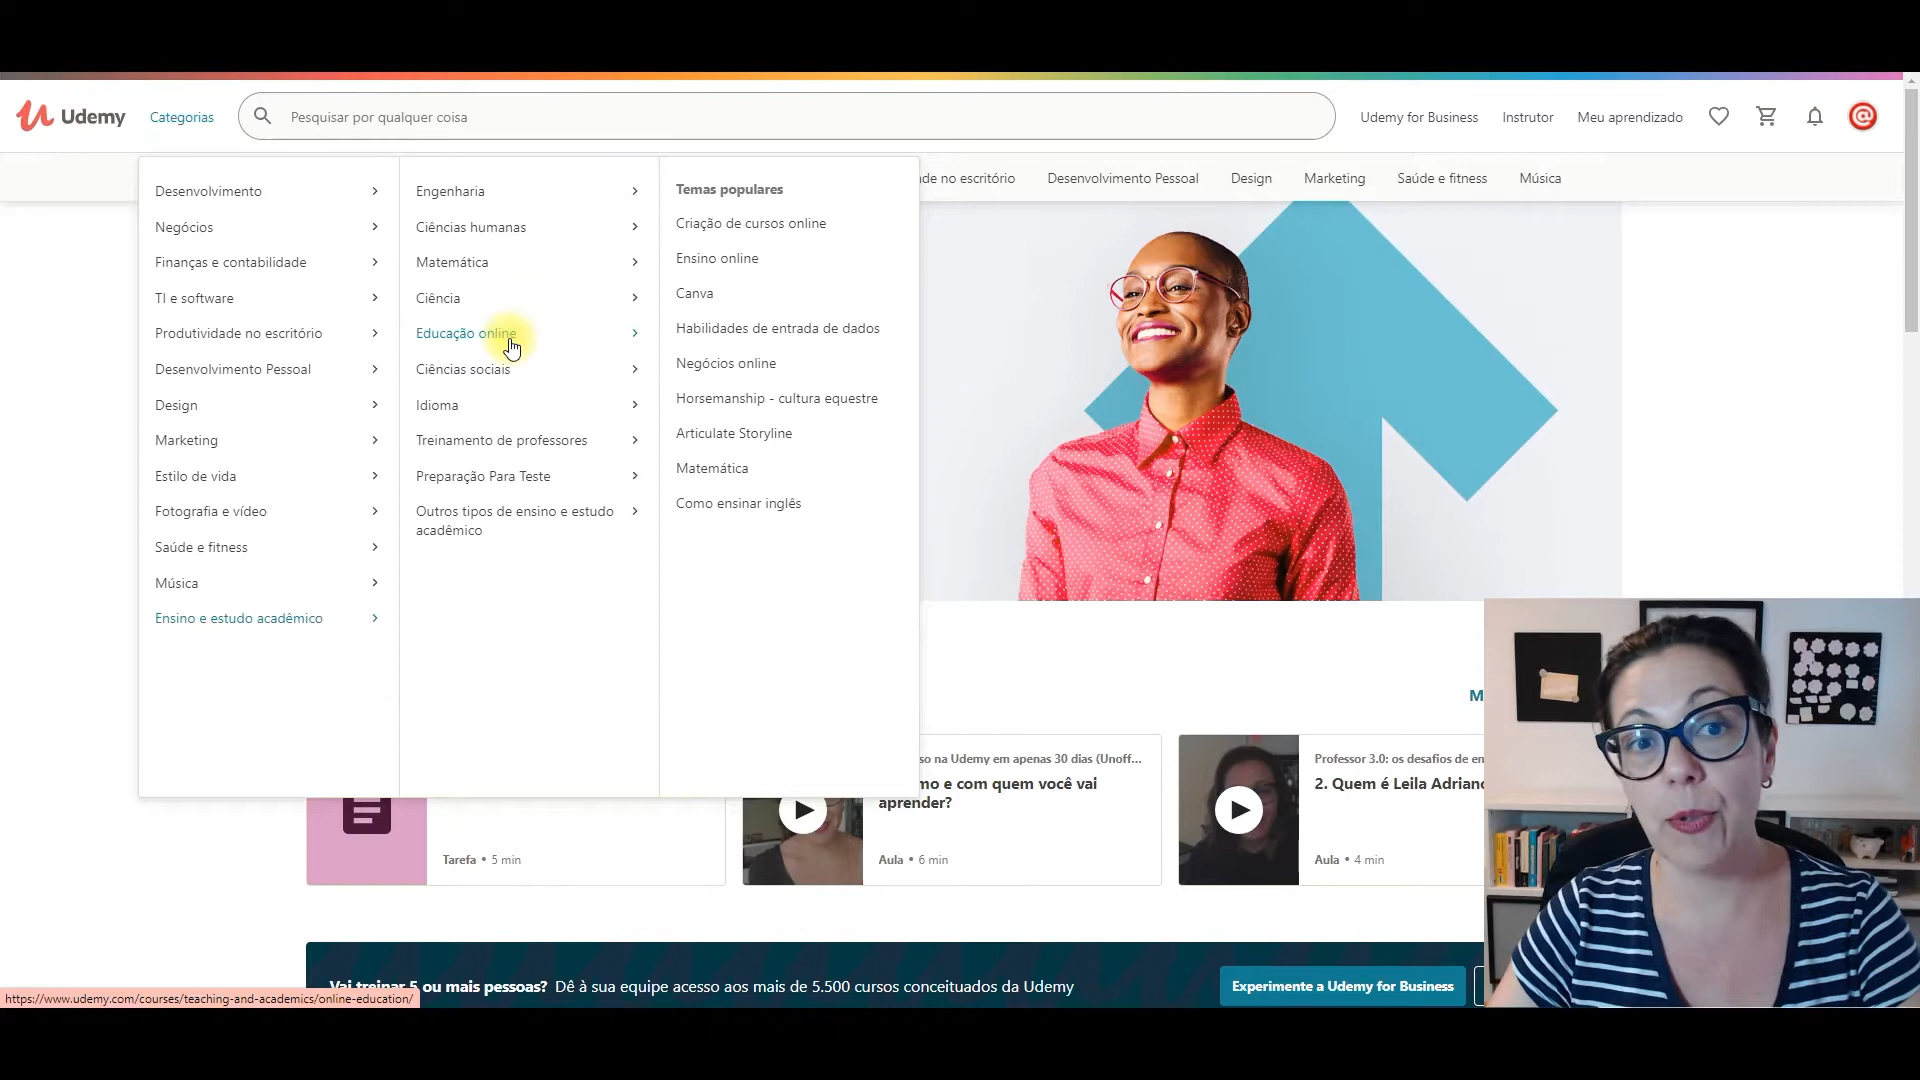 Udemy
Categorias
Pesquisar por qualquer coisa
Udemy for Business
Instrutor
Meu aprendizado
@
no escritório
Desenvolvimento Pessoal
Design
Marketing
Saúde e fitness
Música
Desenvolvimento
Negócios
Finanças e contabilidade
TI e software
Produtividade no escritório
Desenvolvimento Pessoal
Design
Marketing
Estilo de vida
Fotografia e vídeo
Saúde e fitness
Música
Ensino e estudo acadêmico
Engenharia
Ciências humanas
Matemática
Ciência
Educação online
Ciências sociais
Idioma
Treinamento de professores
Preparação Para Teste
Outros tipos de ensino e estudo
acadêmico
Temas populares
Criação de cursos online
Ensino online
Canva
Habilidades de entrada de dados
Negócios online
Horsemanship - cultura equestre
Articulate Storyline
Matemática
Como ensinar inglês
M
Tarefa • 5 min
so na Udemy em apenas 30 dias (Unoff...
mo e com quem você vai
aprender?
Aula • 6 min
Professor 3.0: os desafios de en
2. Quem é Leila Adriano
Aula • 4 min
Vai treinar 5 ou mais pessoas? Dê à sua equipe acesso aos mais de 5.500 cursos conceituados da Udemy
Experimente a Udemy for Business
https://www.udemy.com/courses/teaching-and-academics/online-education/